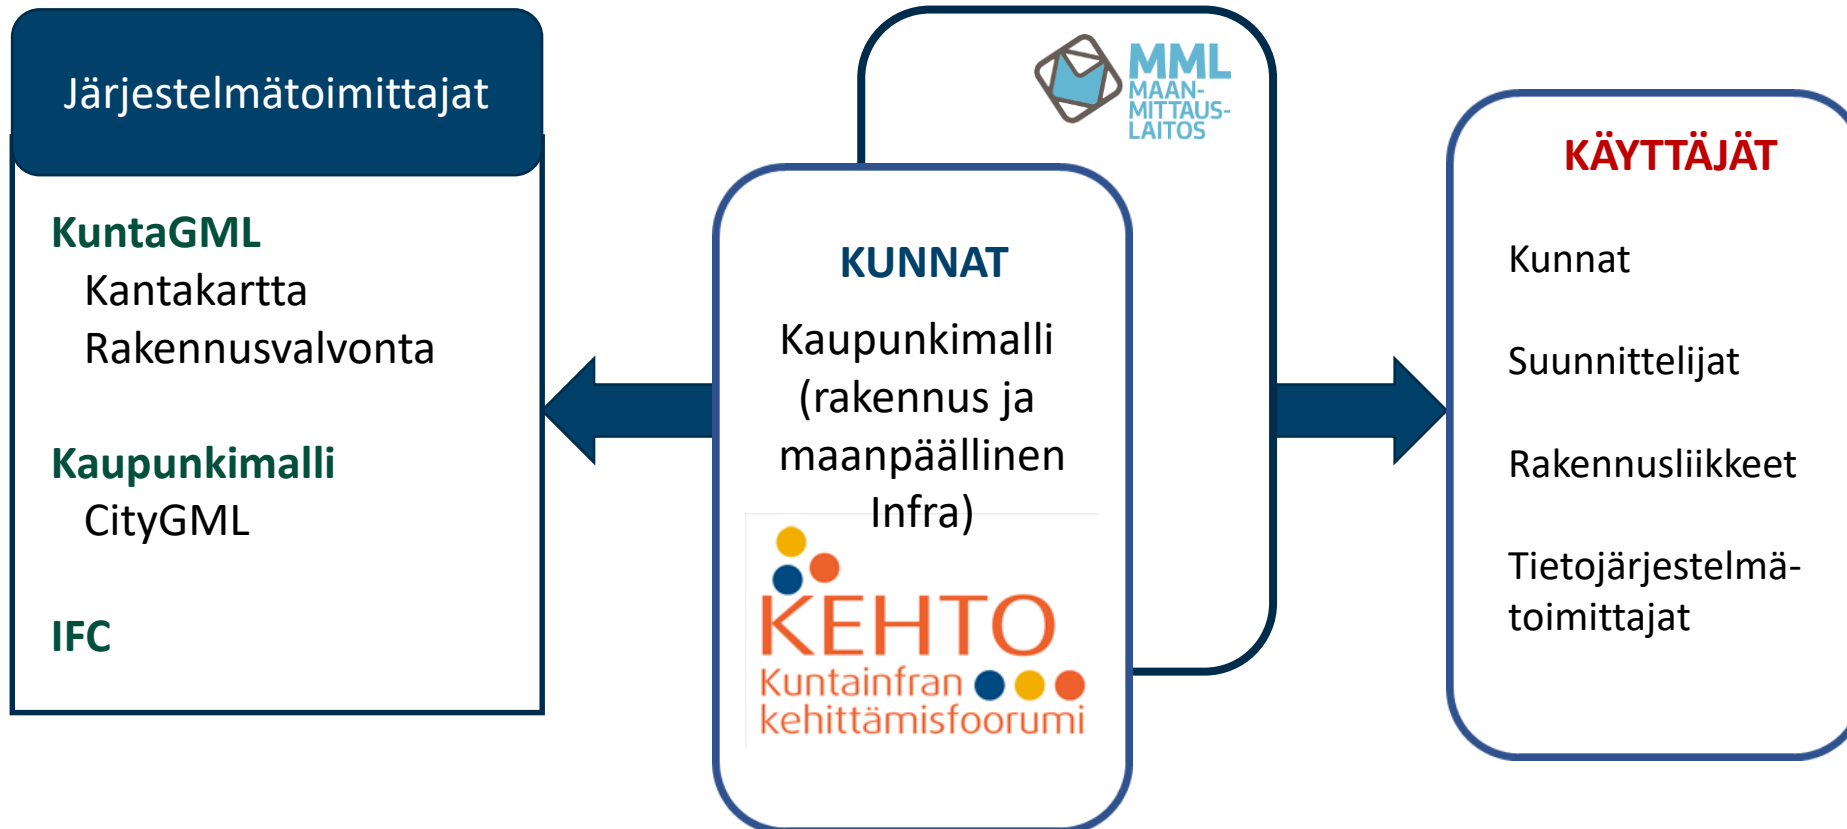 Järjestelmätoimittajat
KuntaGML
Kantakartta
Rakennusvalvonta
Kaupunkimalli
CityGML
IFC
MML
MAAN-
MITTAUS-
LAITOS
KUNNAT
Kaupunkimalli
(rakennus ja
maanpäällinen
Infra)
KEHTO
Kuntainfran
kehittämisfoorumi
KÄYTTÄJÄT
Kunnat
Suunnittelijat
Rakennusliikkeet
Tietojärjestelmä-
toimittajat